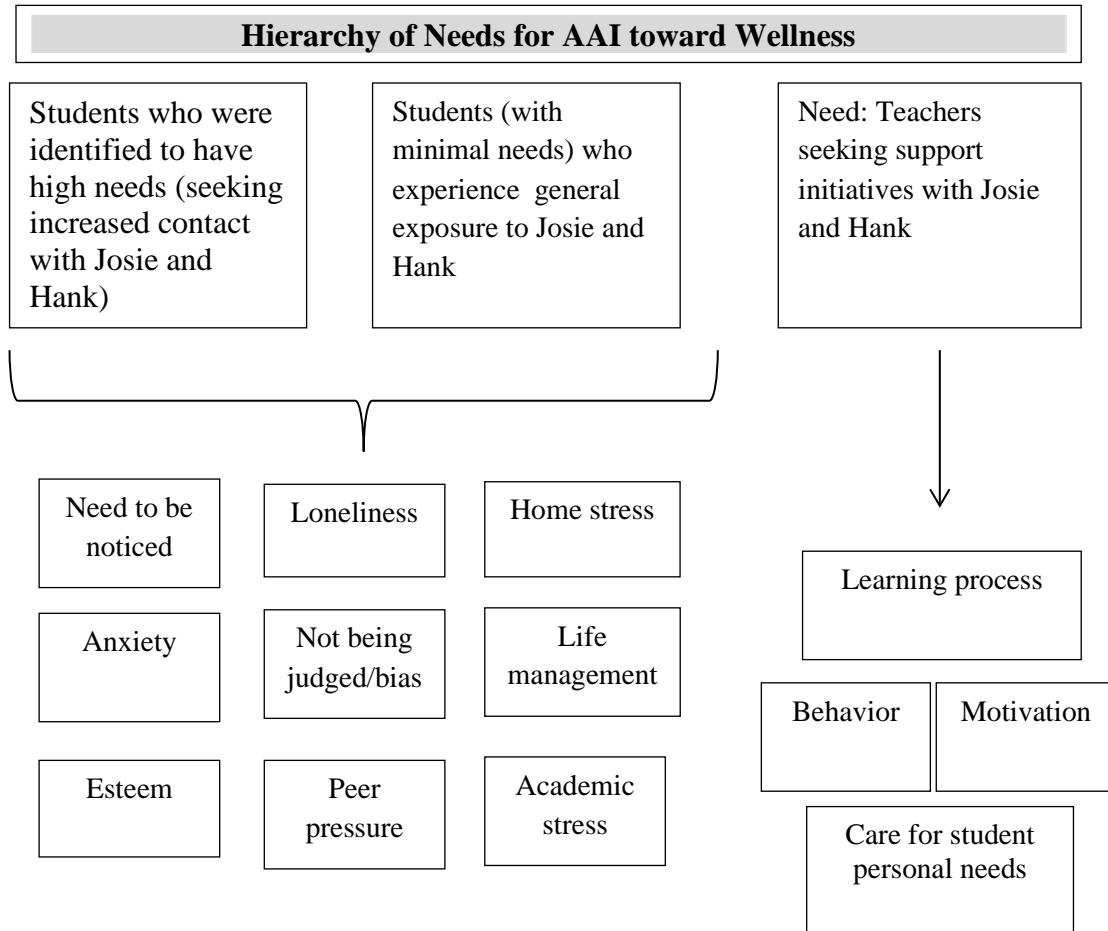 Hierarchy of Needs for AAI toward Wellness
Students who were
identified to have
high needs (seeking
increased contact
with Josie and
Hank)
Students (with
minimal needs) who
experience  general
exposure to Josie and
Hank
Need: Teachers
seeking support
initiatives with Josie
and Hank
Need to be
noticed
Loneliness
Home stress
Anxiety
Not being
judged/bias
Life
management
Esteem
Peer
pressure
Academic
stress
Learning process
Behavior
Motivation
Care for student
personal needs